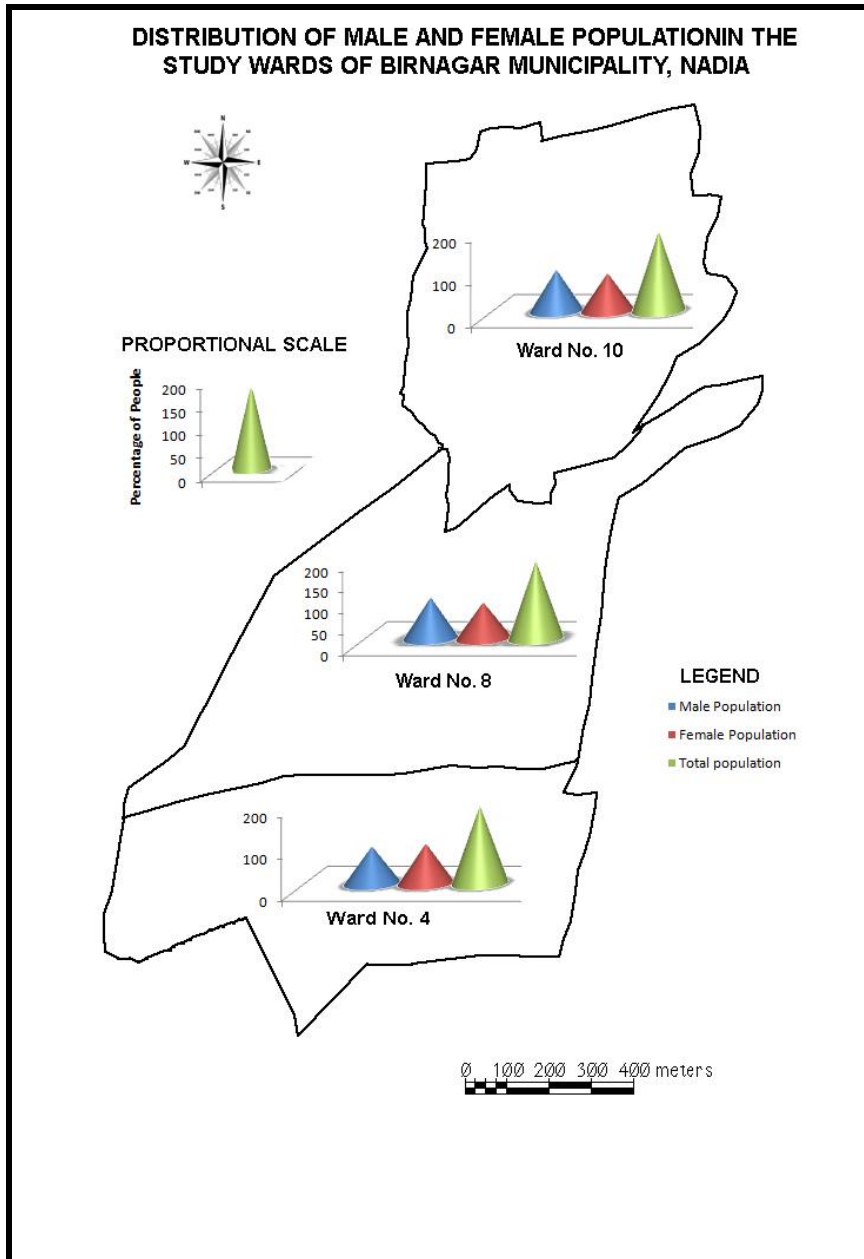 DISTRIBUTION OF MALE AND FEMALE POPULATIONIN THE
STUDY WARDS OF BIRNAGAR MUNICIPALITY, NADIA
N
W
E
S
200
100
0
Ward No. 10
PROPORTIONAL SCALE
Percentage of People
200
150
100
50
0
200
150
100
50
0
Ward No. 8
LEGEND
Male Population
Female Population
Total population
200
100
0
Ward No. 4
0 100 200 300 400 meters